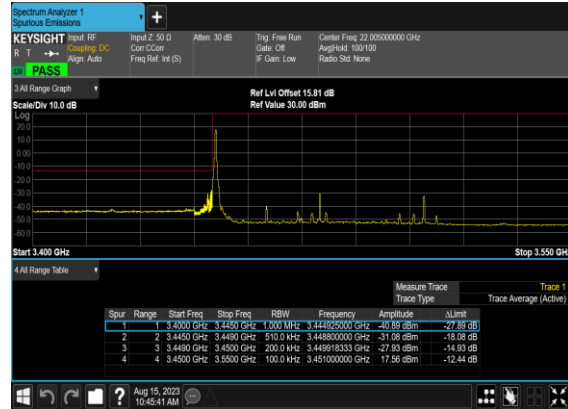 Spectrum Analyzer 1
Spurious Emissions
KEYSIGHT Input: RF Input Z: 50 Ω Atten: 30 dB Trig: Free Run Center Freq: 22.005000000 GHz
R T Coupling: DC Corr CCorr Gate: Off Avg|Hold: 100/100
Align: Auto Freq Ref: Int (S) IF Gain: Low Radio Std: None
PASS
3 All Range Graph
Ref Lvl Offset 15.81 dB
Scale/Div 10.0 dB Ref Value 30.00 dBm
Log
20.0
10.0
0.00
-10.0
-20.0
-30.0
-40.0
-50.0
-60.0
Start 3.400 GHz Stop 3.550 GHz
4 All Range Table
Measure Trace Trace 1
Trace Type Trace Average (Active)
Spur Range Start Freq Stop Freq RBW Frequency Amplitude ΔLimit
1 1 3.4000 GHz 3.4450 GHz 1.000 MHz 3.444925000 GHz -40.89 dBm -27.89 dB
2 2 3.4450 GHz 3.4490 GHz 510.0 kHz 3.448800000 GHz -31.08 dBm -18.08 dB
3 3 3.4490 GHz 3.4500 GHz 200.0 kHz 3.449918333 GHz -27.93 dBm -14.93 dB
4 4 3.4500 GHz 3.5500 GHz 100.0 kHz 3.451000000 GHz 17.56 dBm -12.44 dB
? Aug 15, 2023
10:45:41 AM